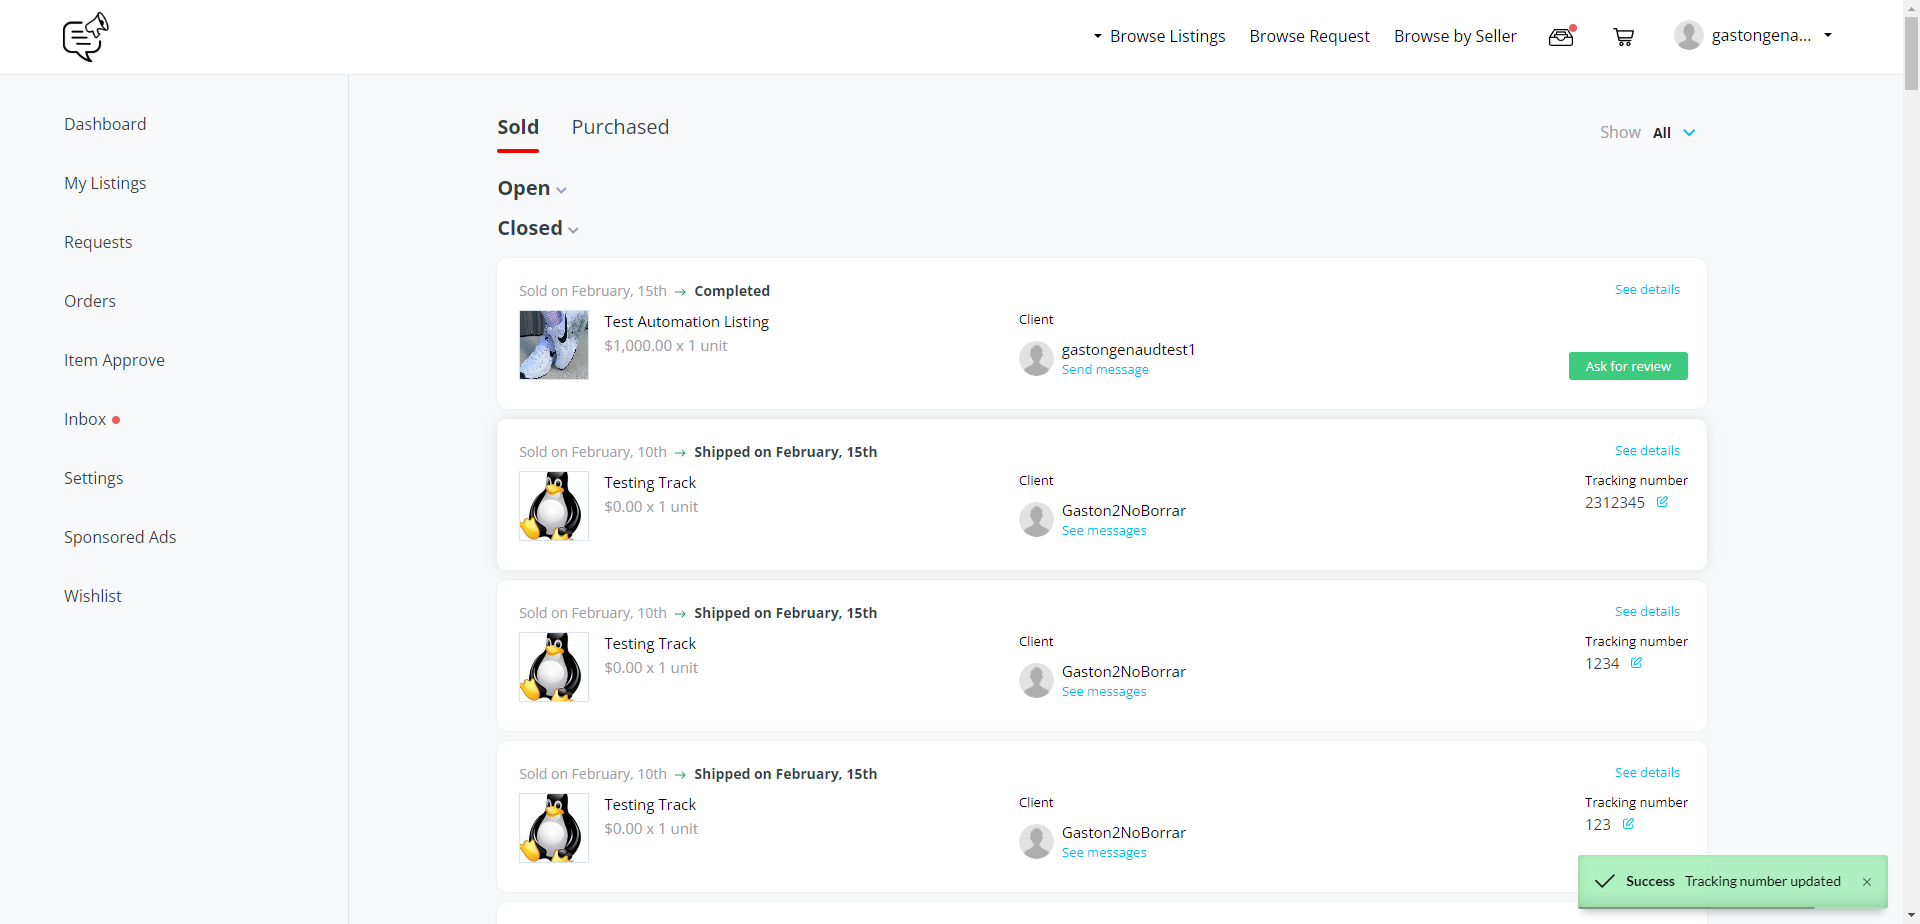 Browse Listings Browse Request Browse by Seller gastongena...
Dashboard
My Listings
Requests
Orders
Item Approve
Inbox
Settings
Sponsored Ads
Wishlist
Sold Purchased
Show All
Open
Closed
Sold on February, 15th → Completed
See details
Test Automation Listing
$1,000.00 x 1 unit
Client
gastongenaudtest1
Send message
Ask for review
Sold on February, 10th → Shipped on February, 15th
See details
Testing Track
$0.00 x 1 unit
Client
Gaston2NoBorrar
See messages
Tracking number
2312345
Sold on February, 10th → Shipped on February, 15th
See details
Testing Track
$0.00 x 1 unit
Client
Gaston2NoBorrar
See messages
Tracking number
1234
Sold on February, 10th → Shipped on February, 15th
See details
Testing Track
$0.00 x 1 unit
Client
Gaston2NoBorrar
See messages
Tracking number
123
Success Tracking number updated